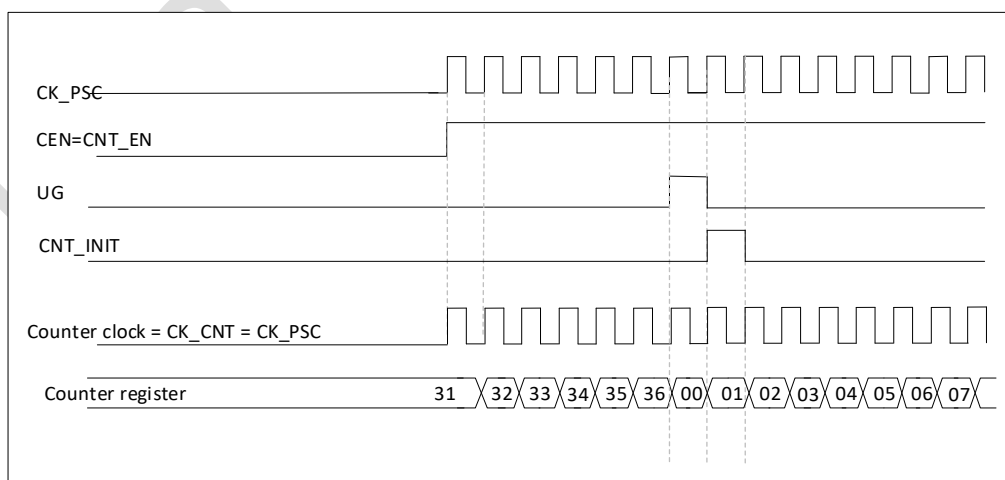 CK_PSC
CEN=CNT_EN
UG
CNT_INIT
Counter clock = CK_CNT = CK_PSC
Counter register 31 32 33 34 35 36 00 01 02 03 04 05 06 07